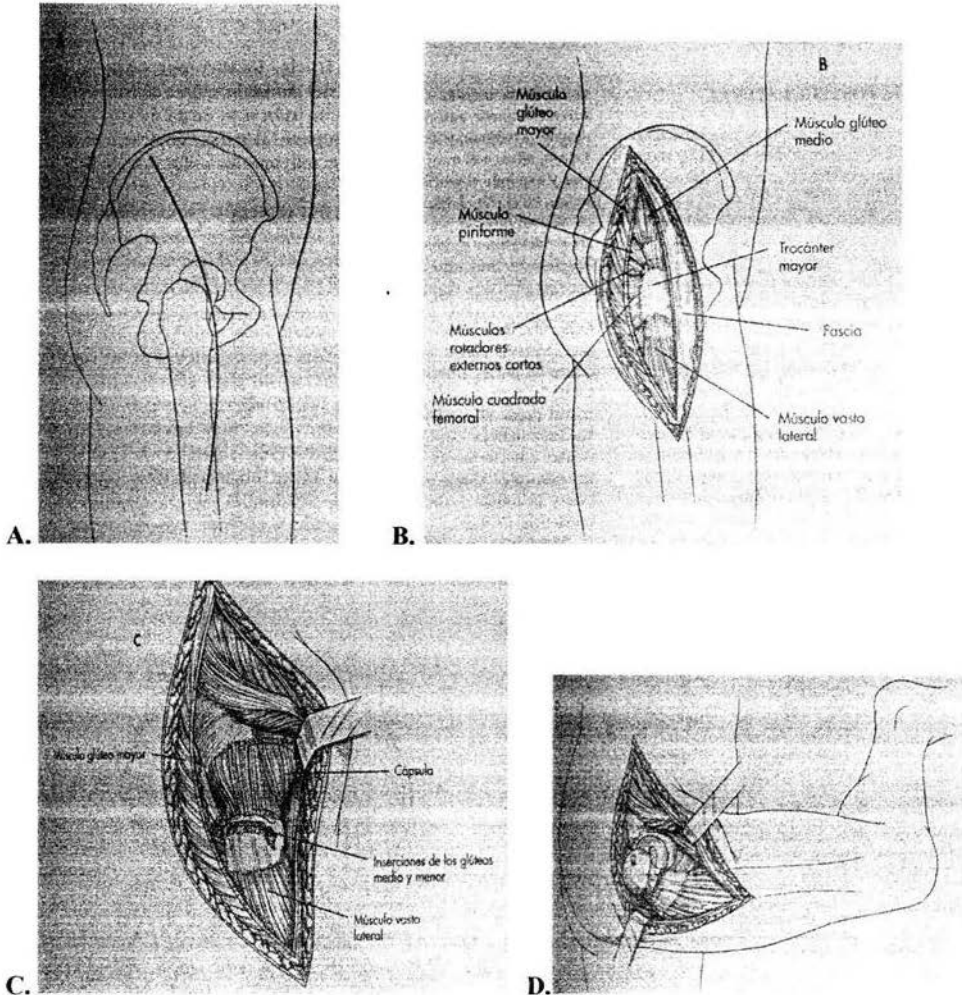 A.
B
Músculo
glúteo
mayor
Músculo glúteo
medio
Músculo
piriforme
Trocánter
mayor
Músculos
rotadores
externos cortos
Fascia
Músculo cuadrado
femoral
Músculo vasto
lateral
B.
C
Músculo glúteo mayor
Cápsula
Inserciones de los glúteos
medio y menor
Músculo vasto
lateral
C.
D.